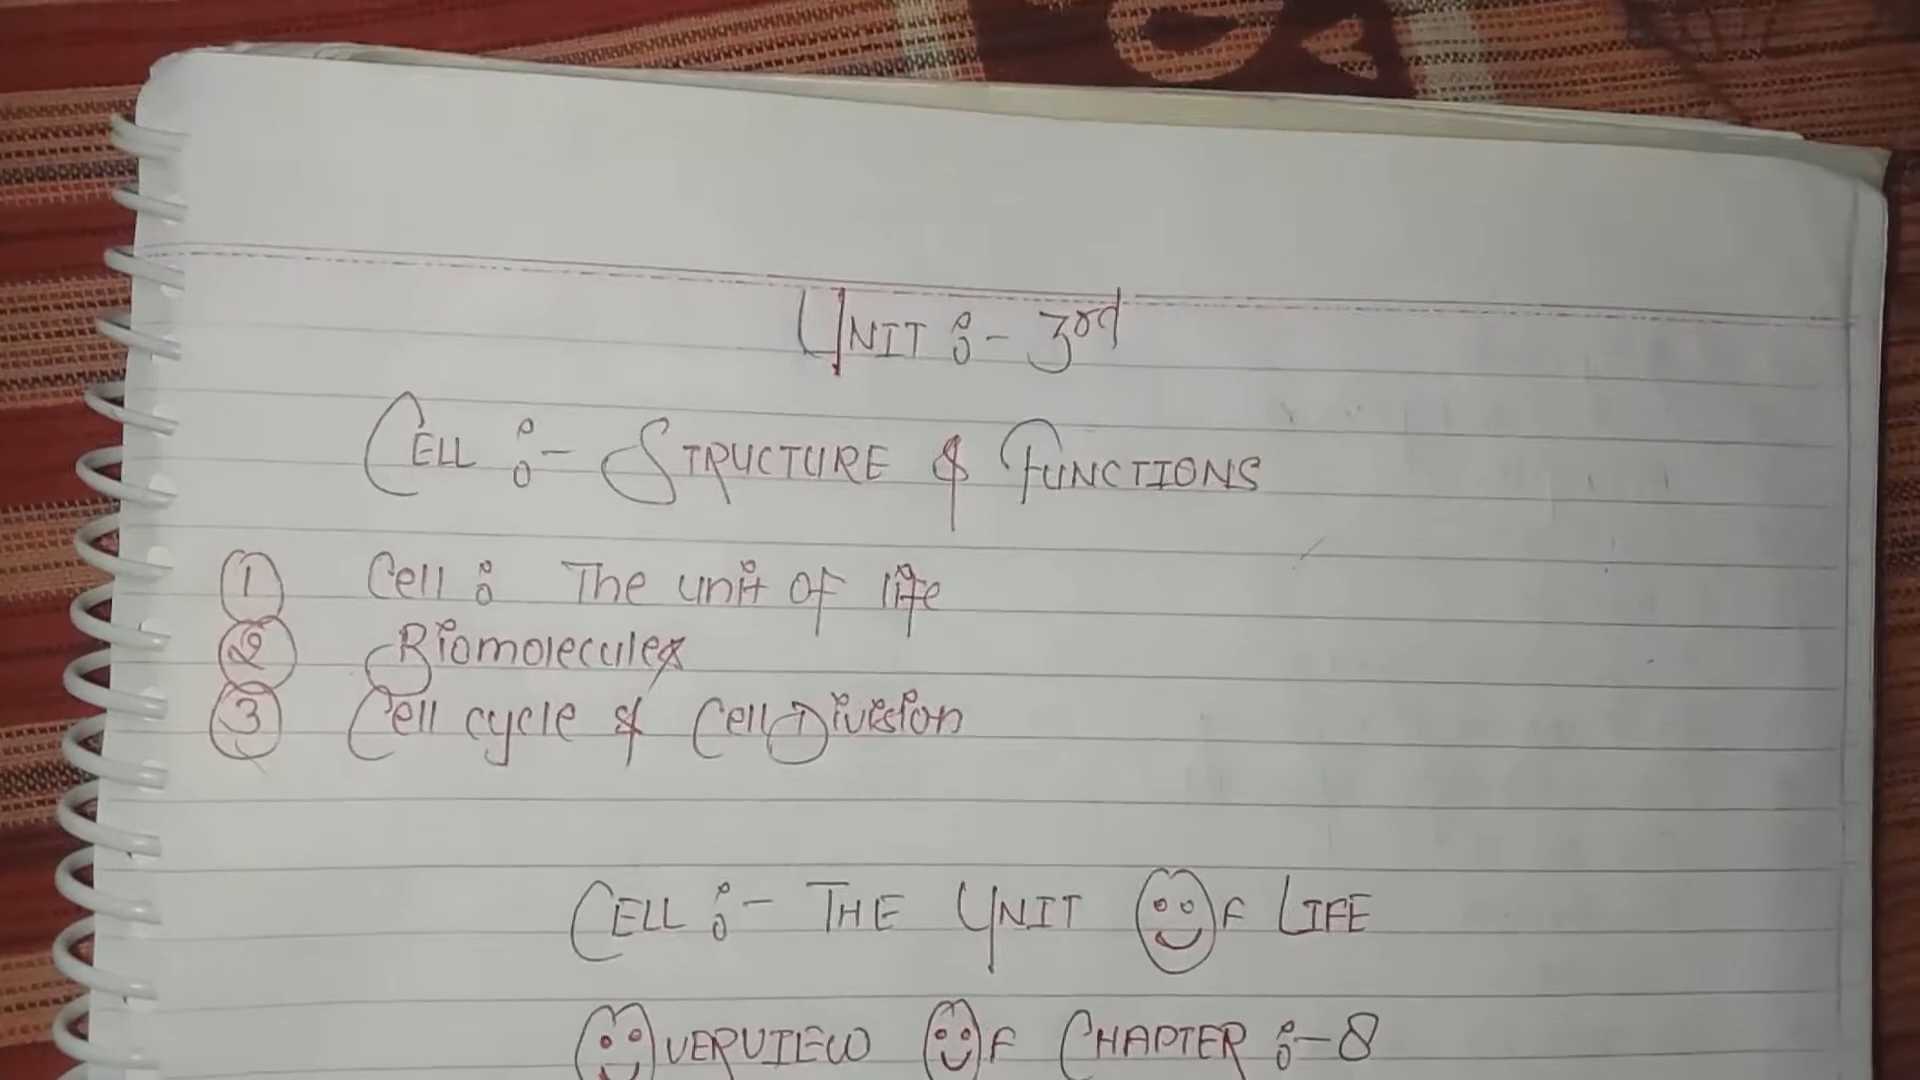 UNIT :- 3rd
CELL :- STRUCTURE & FUNCTIONS
1 Cell : The unit of life
2 Biomolecules
3 Cell cycle & Cell Division
CELL :- THE UNIT OF LIFE
OVERVIEW OF CHAPTER :- 8